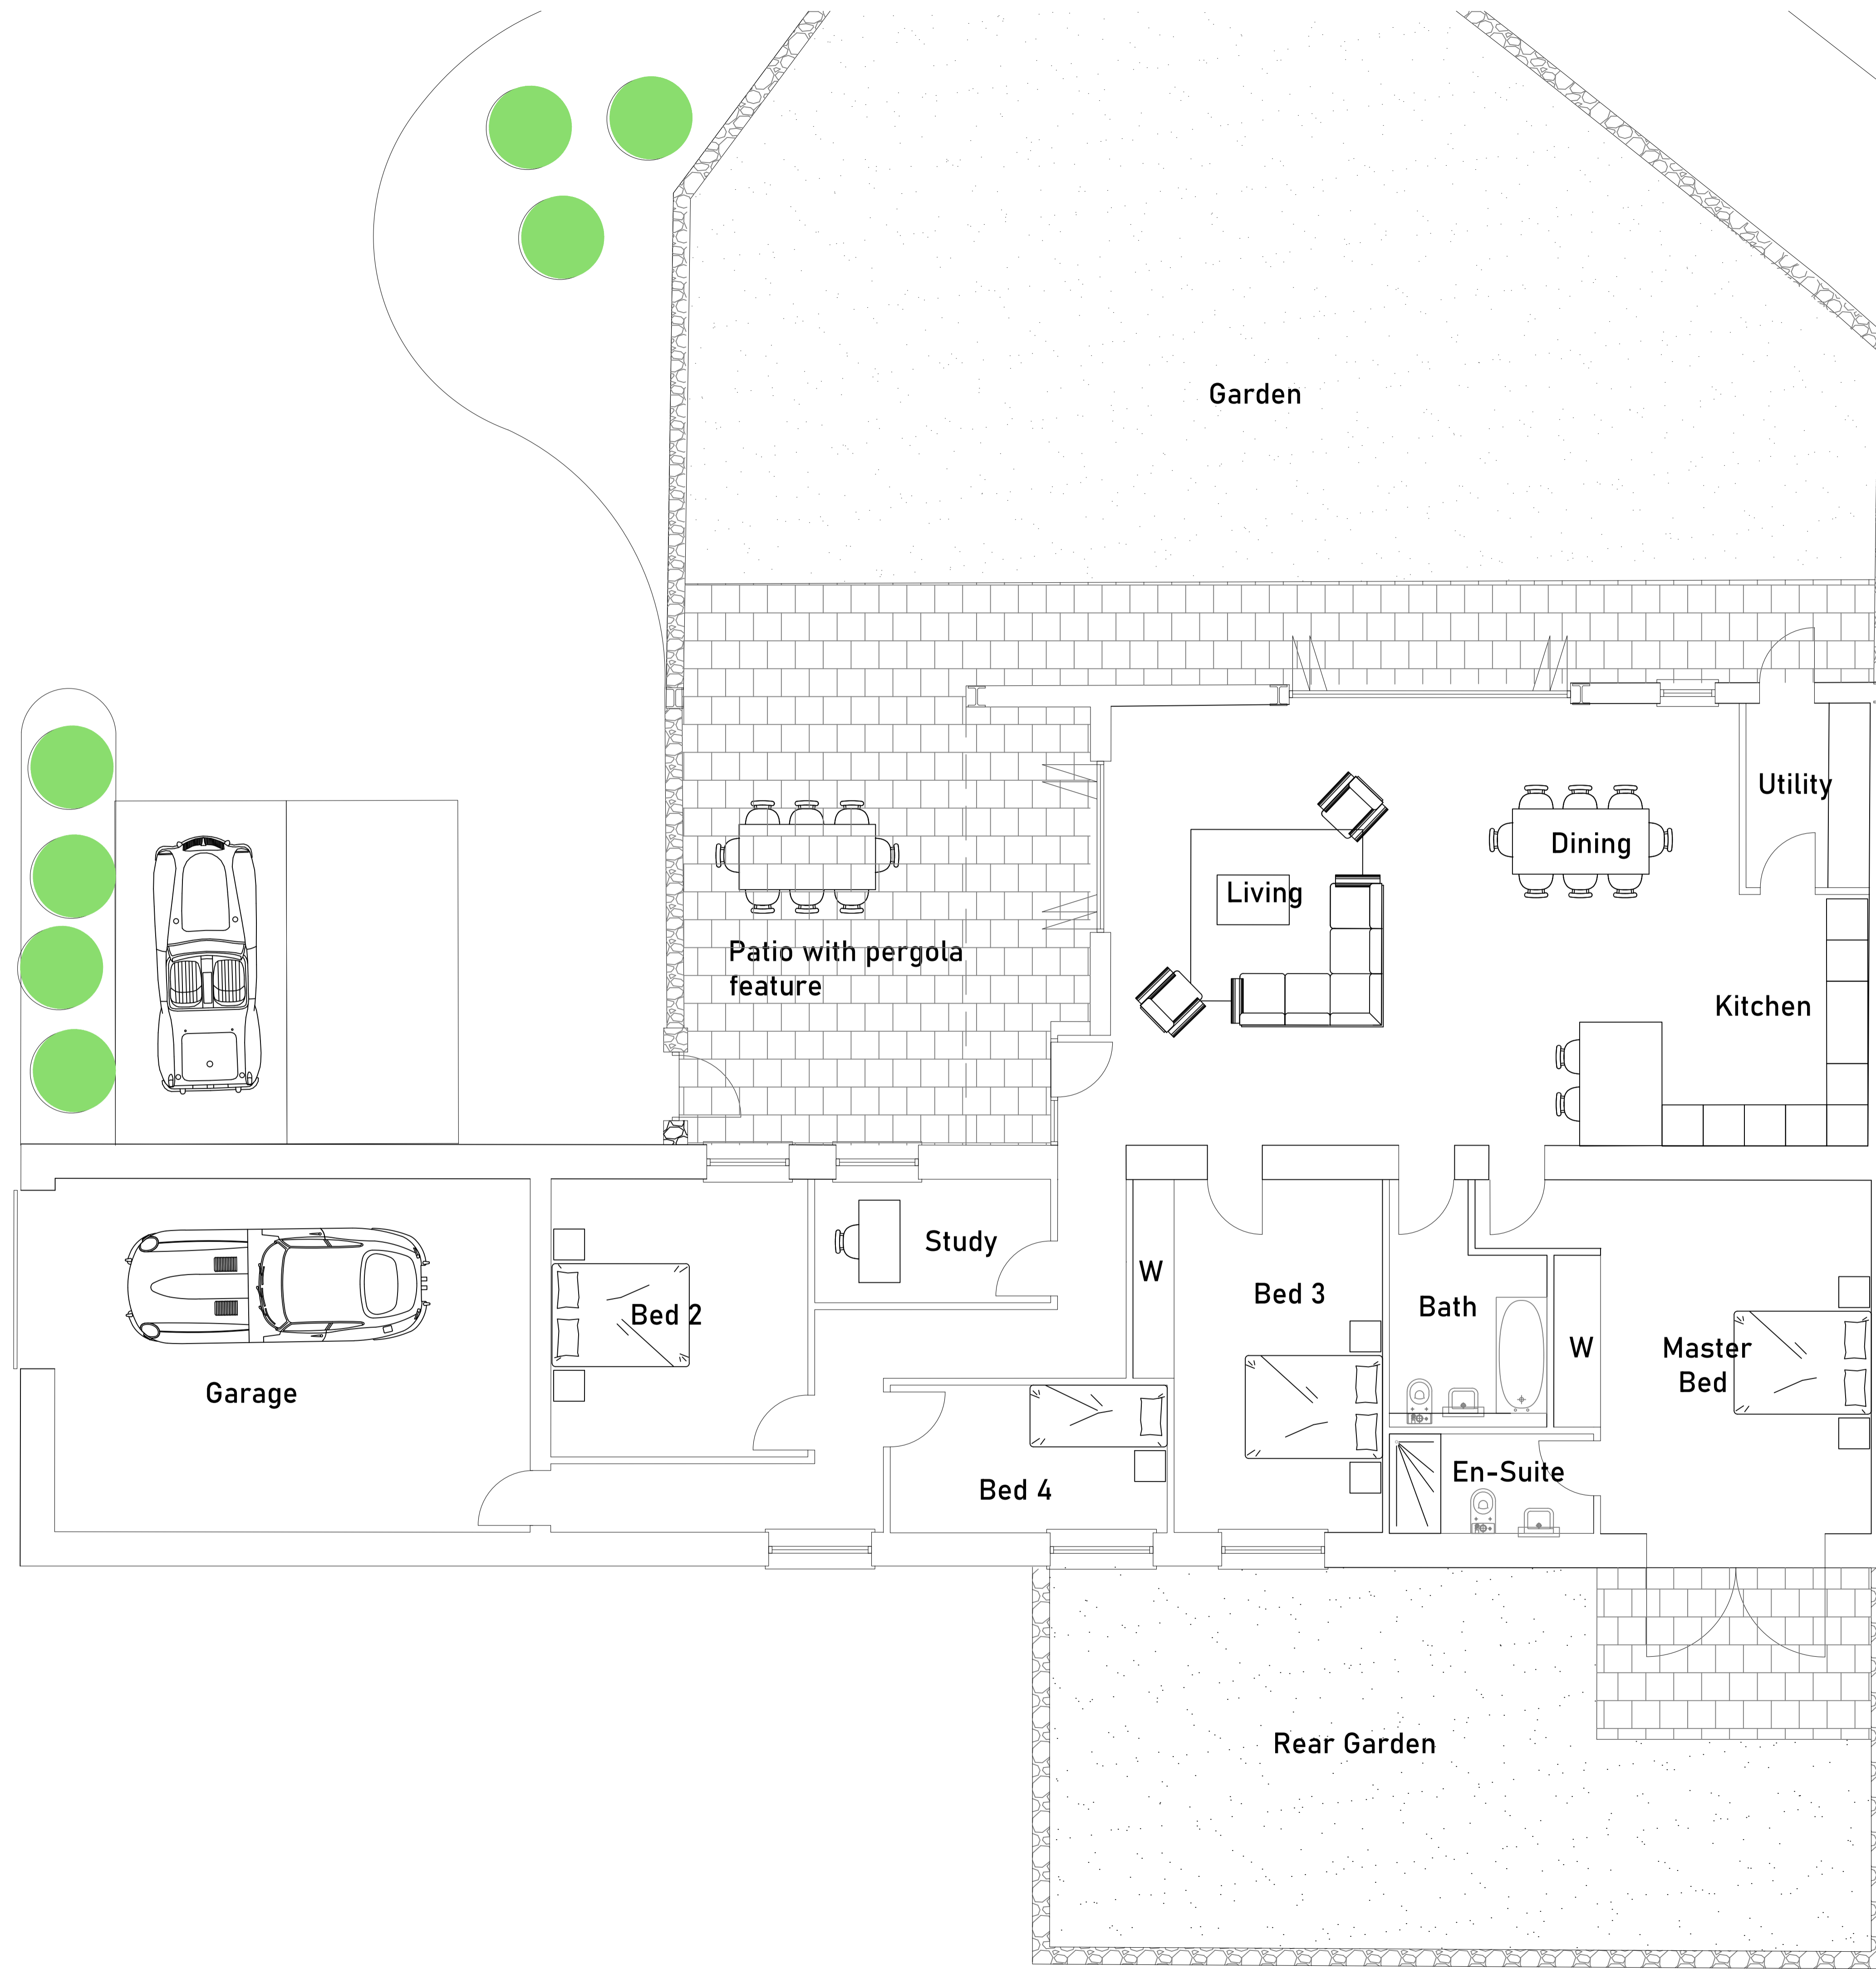 Garden
Utility
Dining
Living
Patio with pergola
feature
Kitchen
Study
W
Bed 3
Bath
Bed 2
W
Master
Bed
Garage
En-Suite
Bed 4
Rear Garden